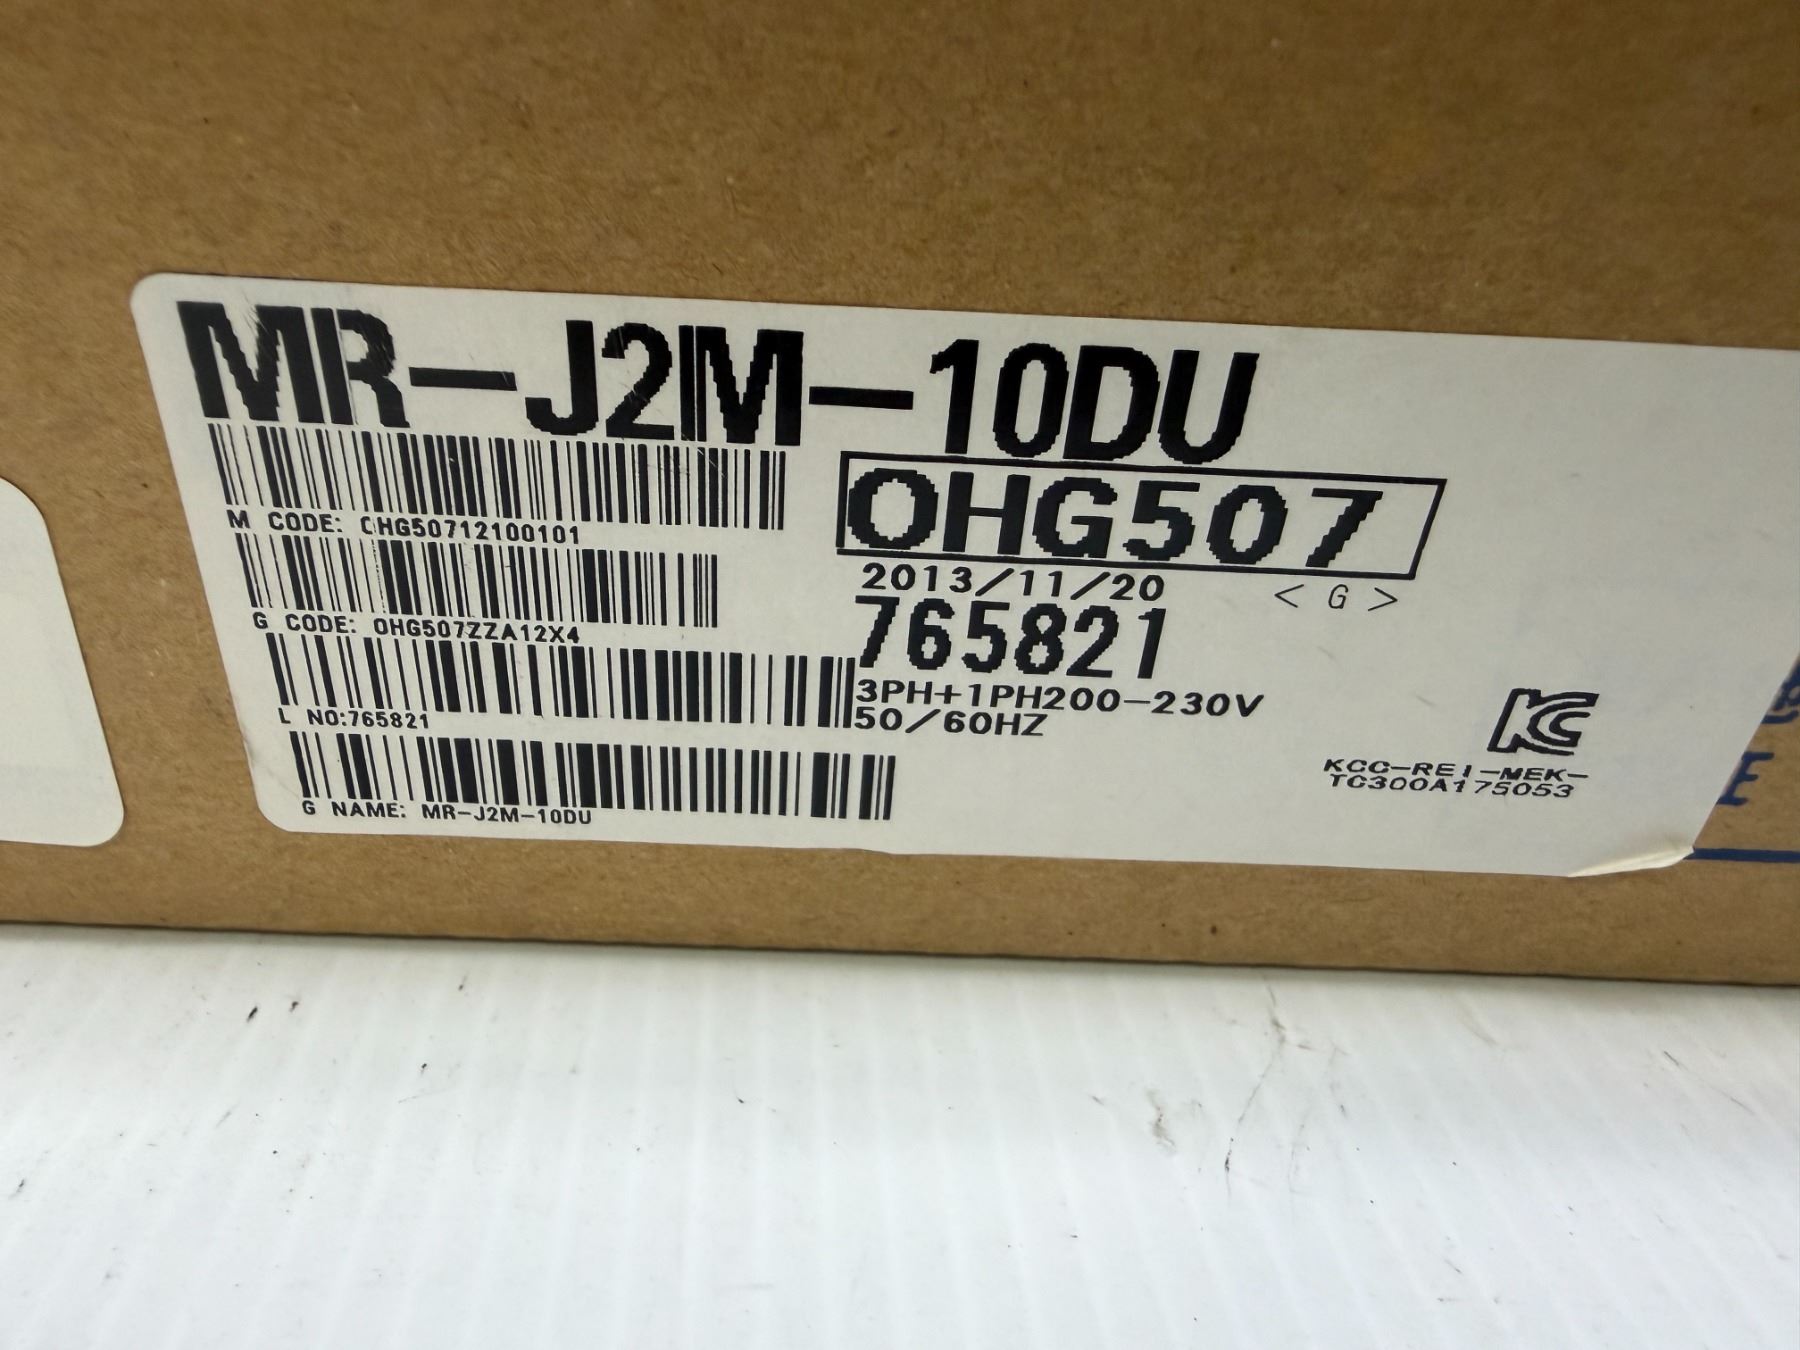 MR-J2M-10DU
M CODE: OHG50712100101
OHG507
2013/11/20 <G>
G CODE: OHG507ZZA12X4
765821
L NO:765821
3PH+1PH200-230V
50/60HZ
KCC-REI-MEK-
TC300A175053
G NAME: MR-J2M-10DU